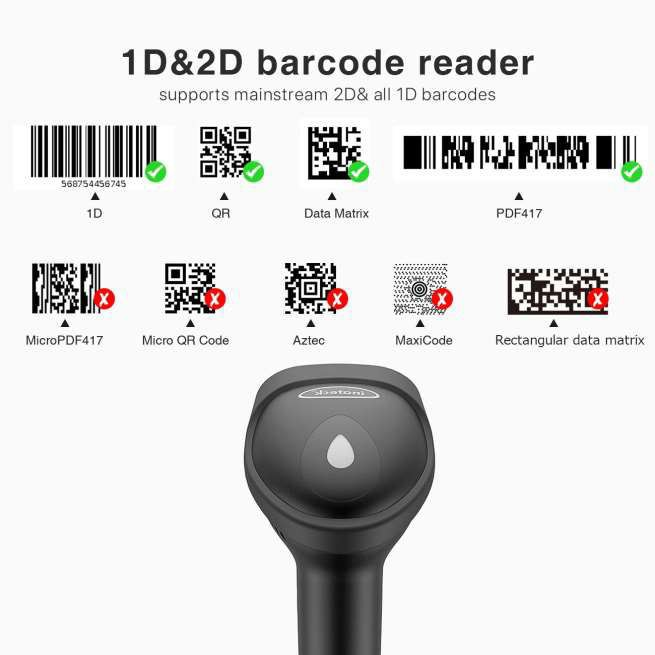 1D&2D barcode reader
supports mainstream 2D& all 1D barcodes
568754456745
1D
QR
Data Matrix
PDF417
MicroPDF417
Micro QR Code
Aztec
MaxiCode
Rectangular data matrix
inateck